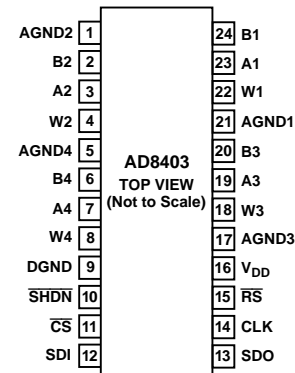 AGND2 1 24 B1
B2 2 23 A1
A2 3 22 W1
W2 4 21 AGND1
AGND4 5 20 B3
B4 6 19 A3
A4 7 18 W3
W4 8 17 AGND3
DGND 9 16 VDD
SHDN 10 15 RS
CS 11 14 CLK
SDI 12 13 SDO
AD8403
TOP VIEW
(Not to Scale)